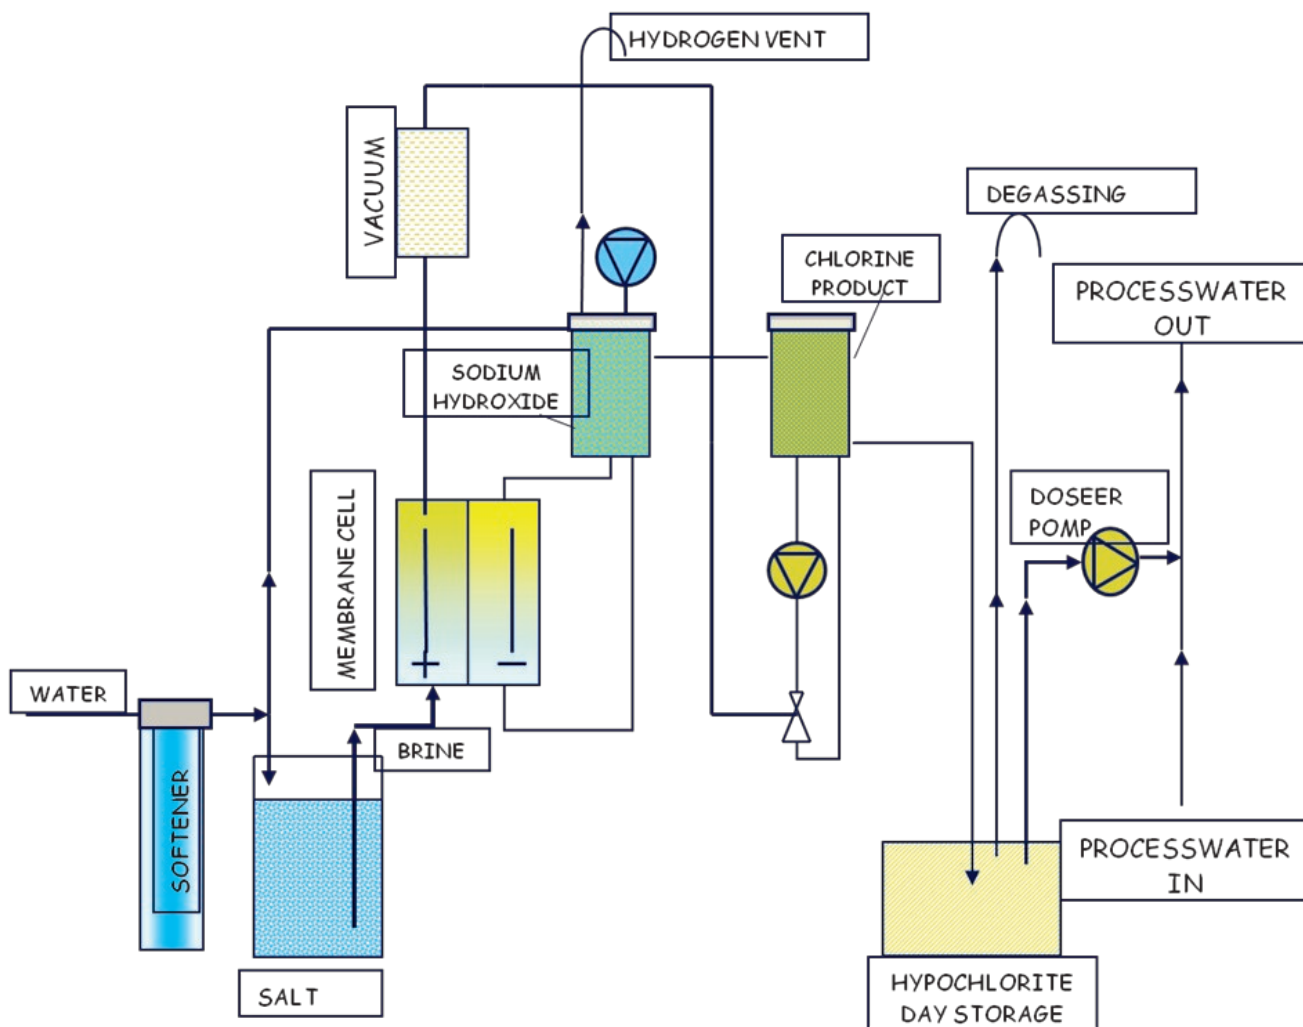 HYDROGEN VENT
VACUUM
DEGASSING
CHLORINE
PRODUCT
PROCESSWATER
OUT
SODIUM
HYDROXIDE
MEMBRANE CELL
DOSEER
POMP
WATER
BRINE
SOFTENER
PROCESSWATER
IN
SALT
HYPOCHLORITE
DAY STORAGE